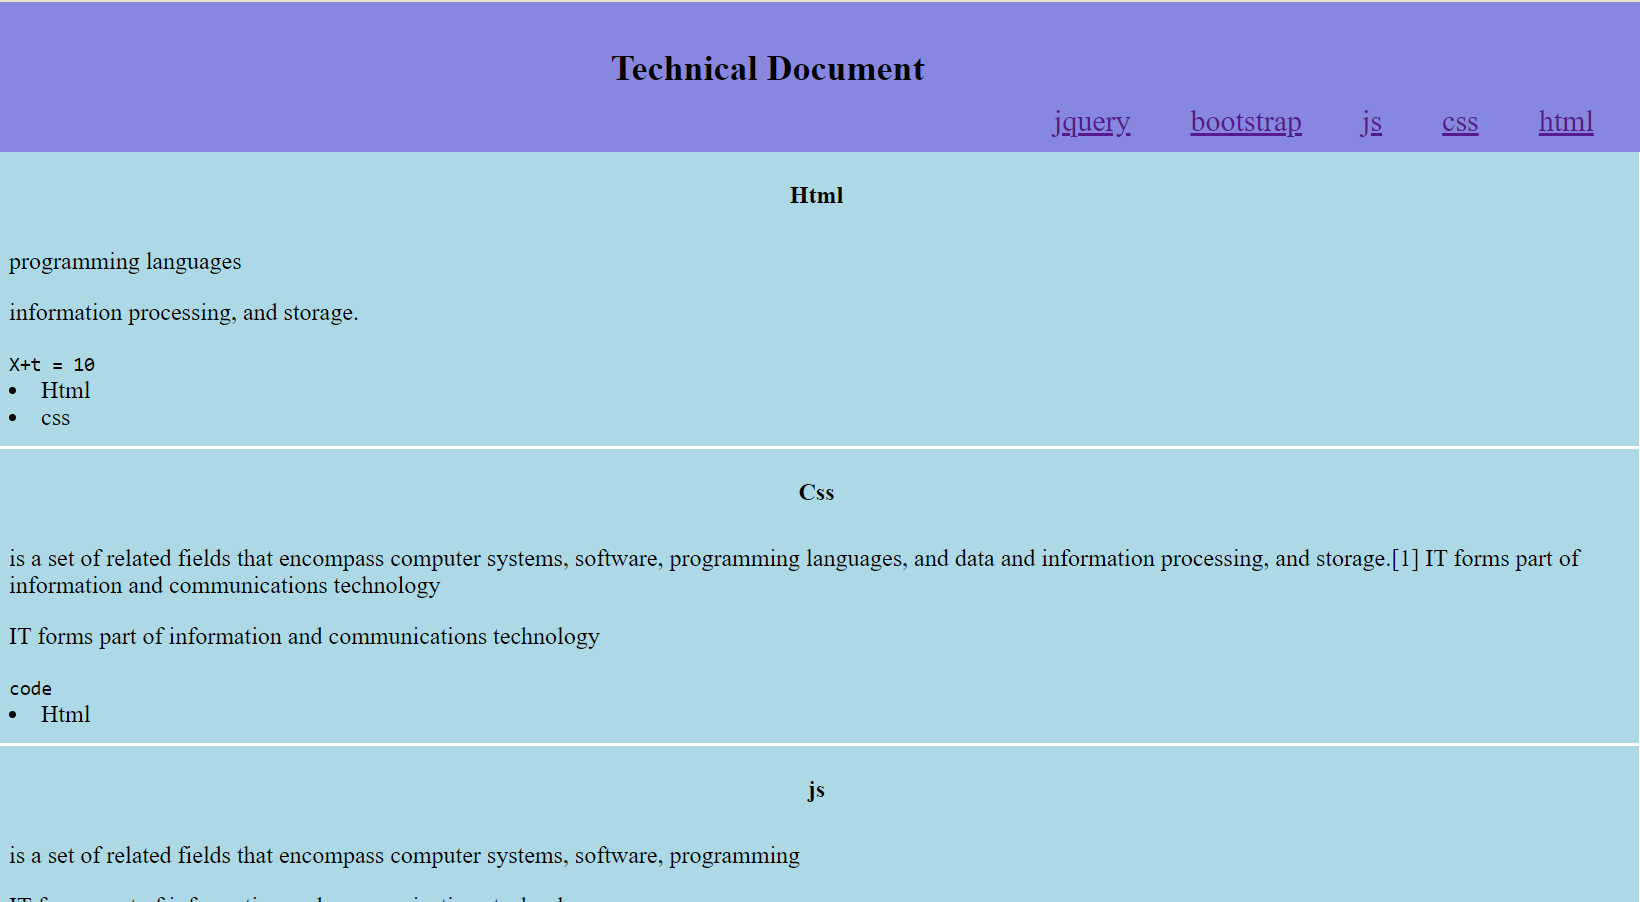 Technical Document
jquery bootstrap js css html
Html
programming languages
information processing, and storage.
X+t = 10
Html
css
Css
is a set of related fields that encompass computer systems, software, programming languages, and data and information processing, and storage.[1] IT forms part of
information and communications technology
IT forms part of information and communications technology
code
Html
js
is a set of related fields that encompass computer systems, software, programming